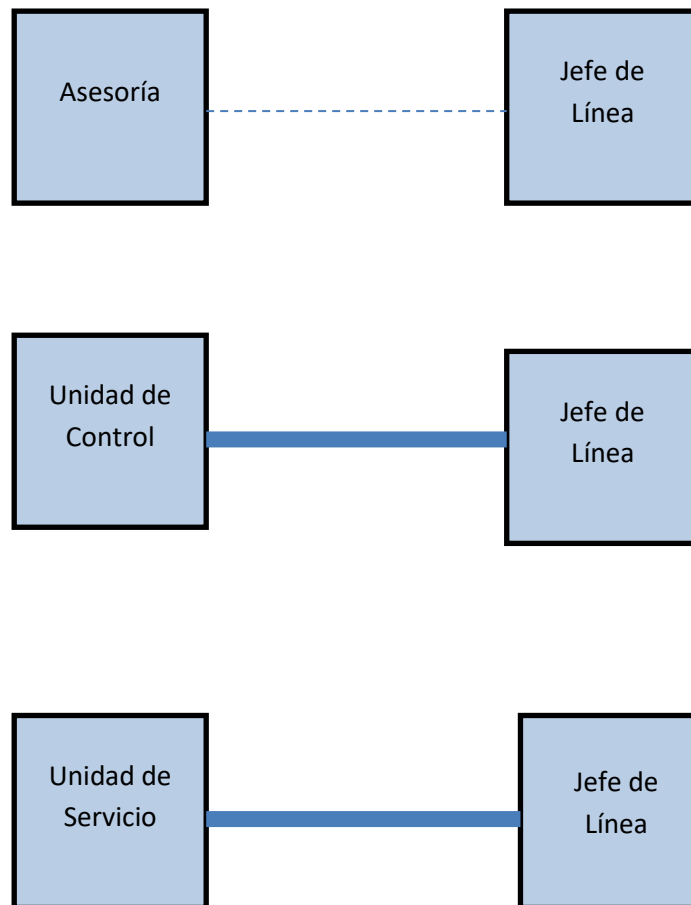 Asesoría
Jefe de
Línea
Unidad de
Control
Jefe de
Línea
Unidad de
Servicio
Jefe de
Línea